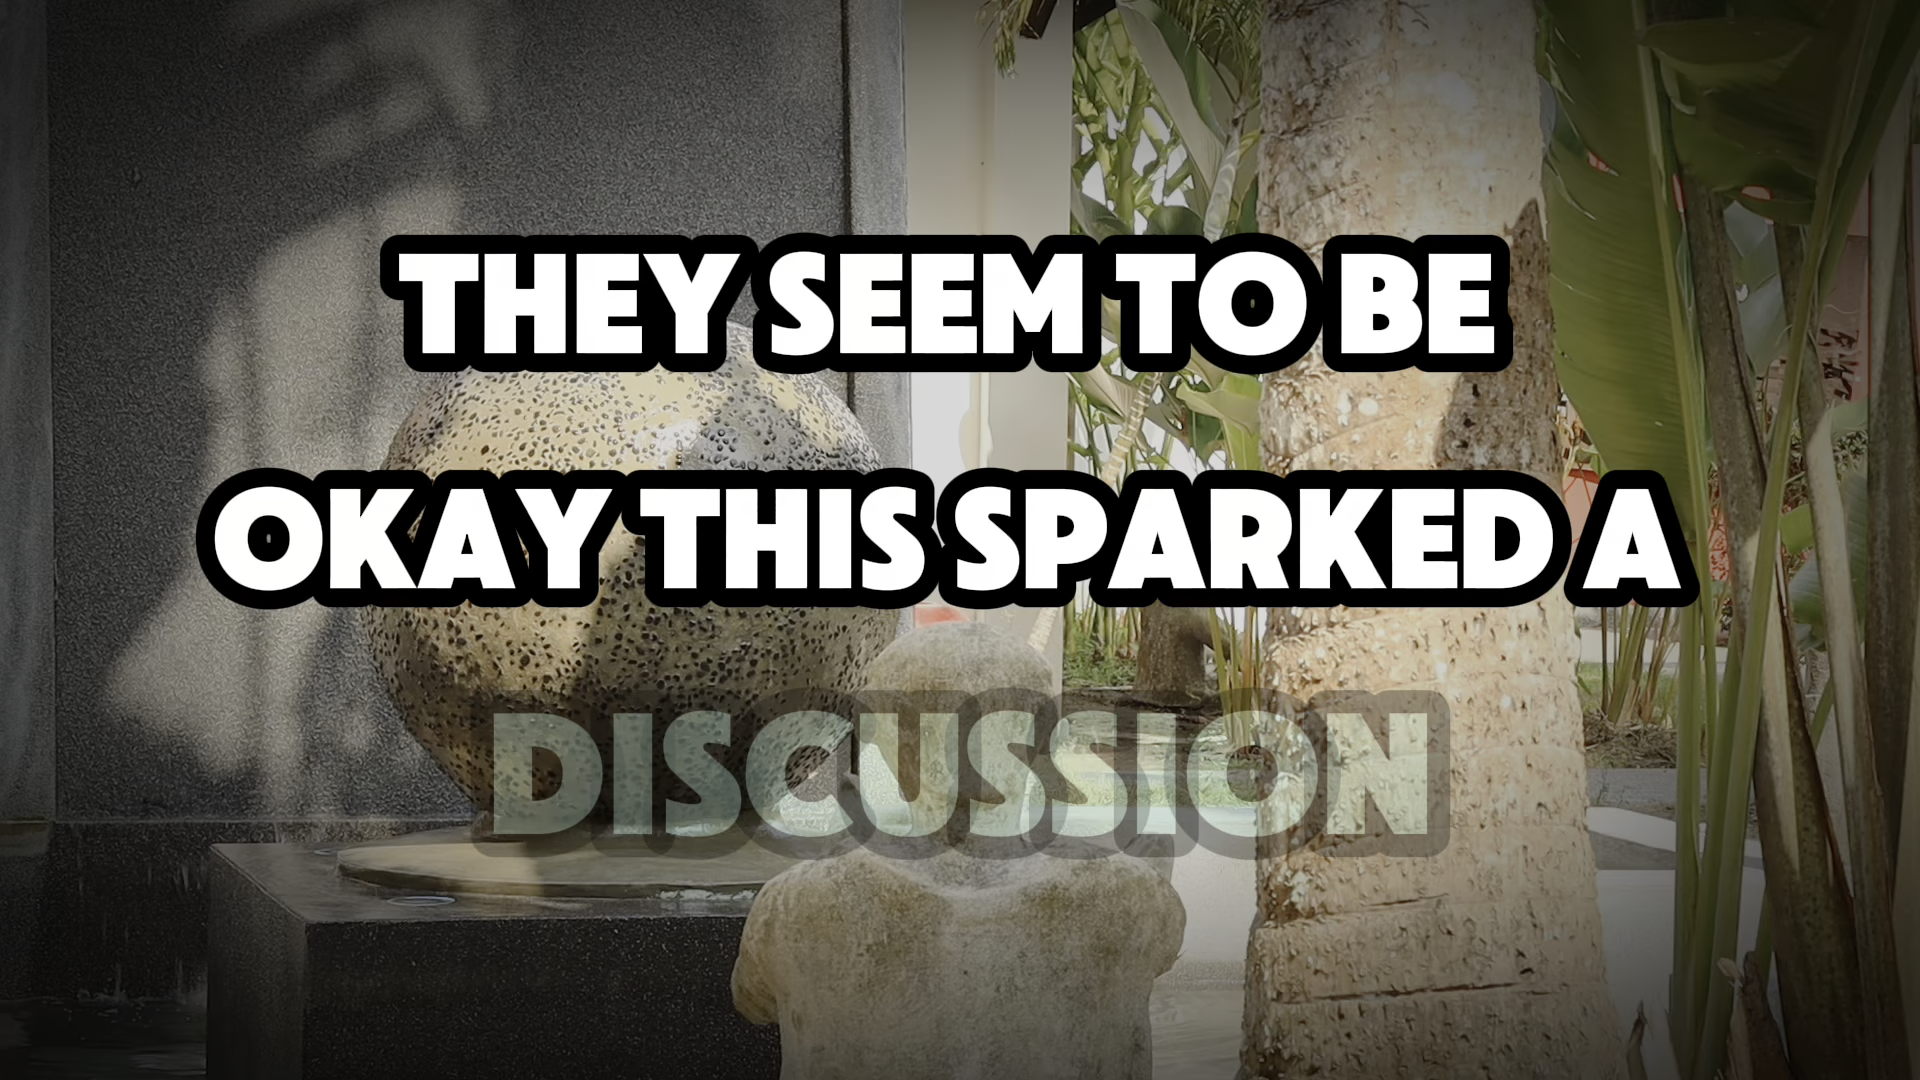 THEY SEEM TO BE
OKAY THIS SPARKED A
DISCUSSION